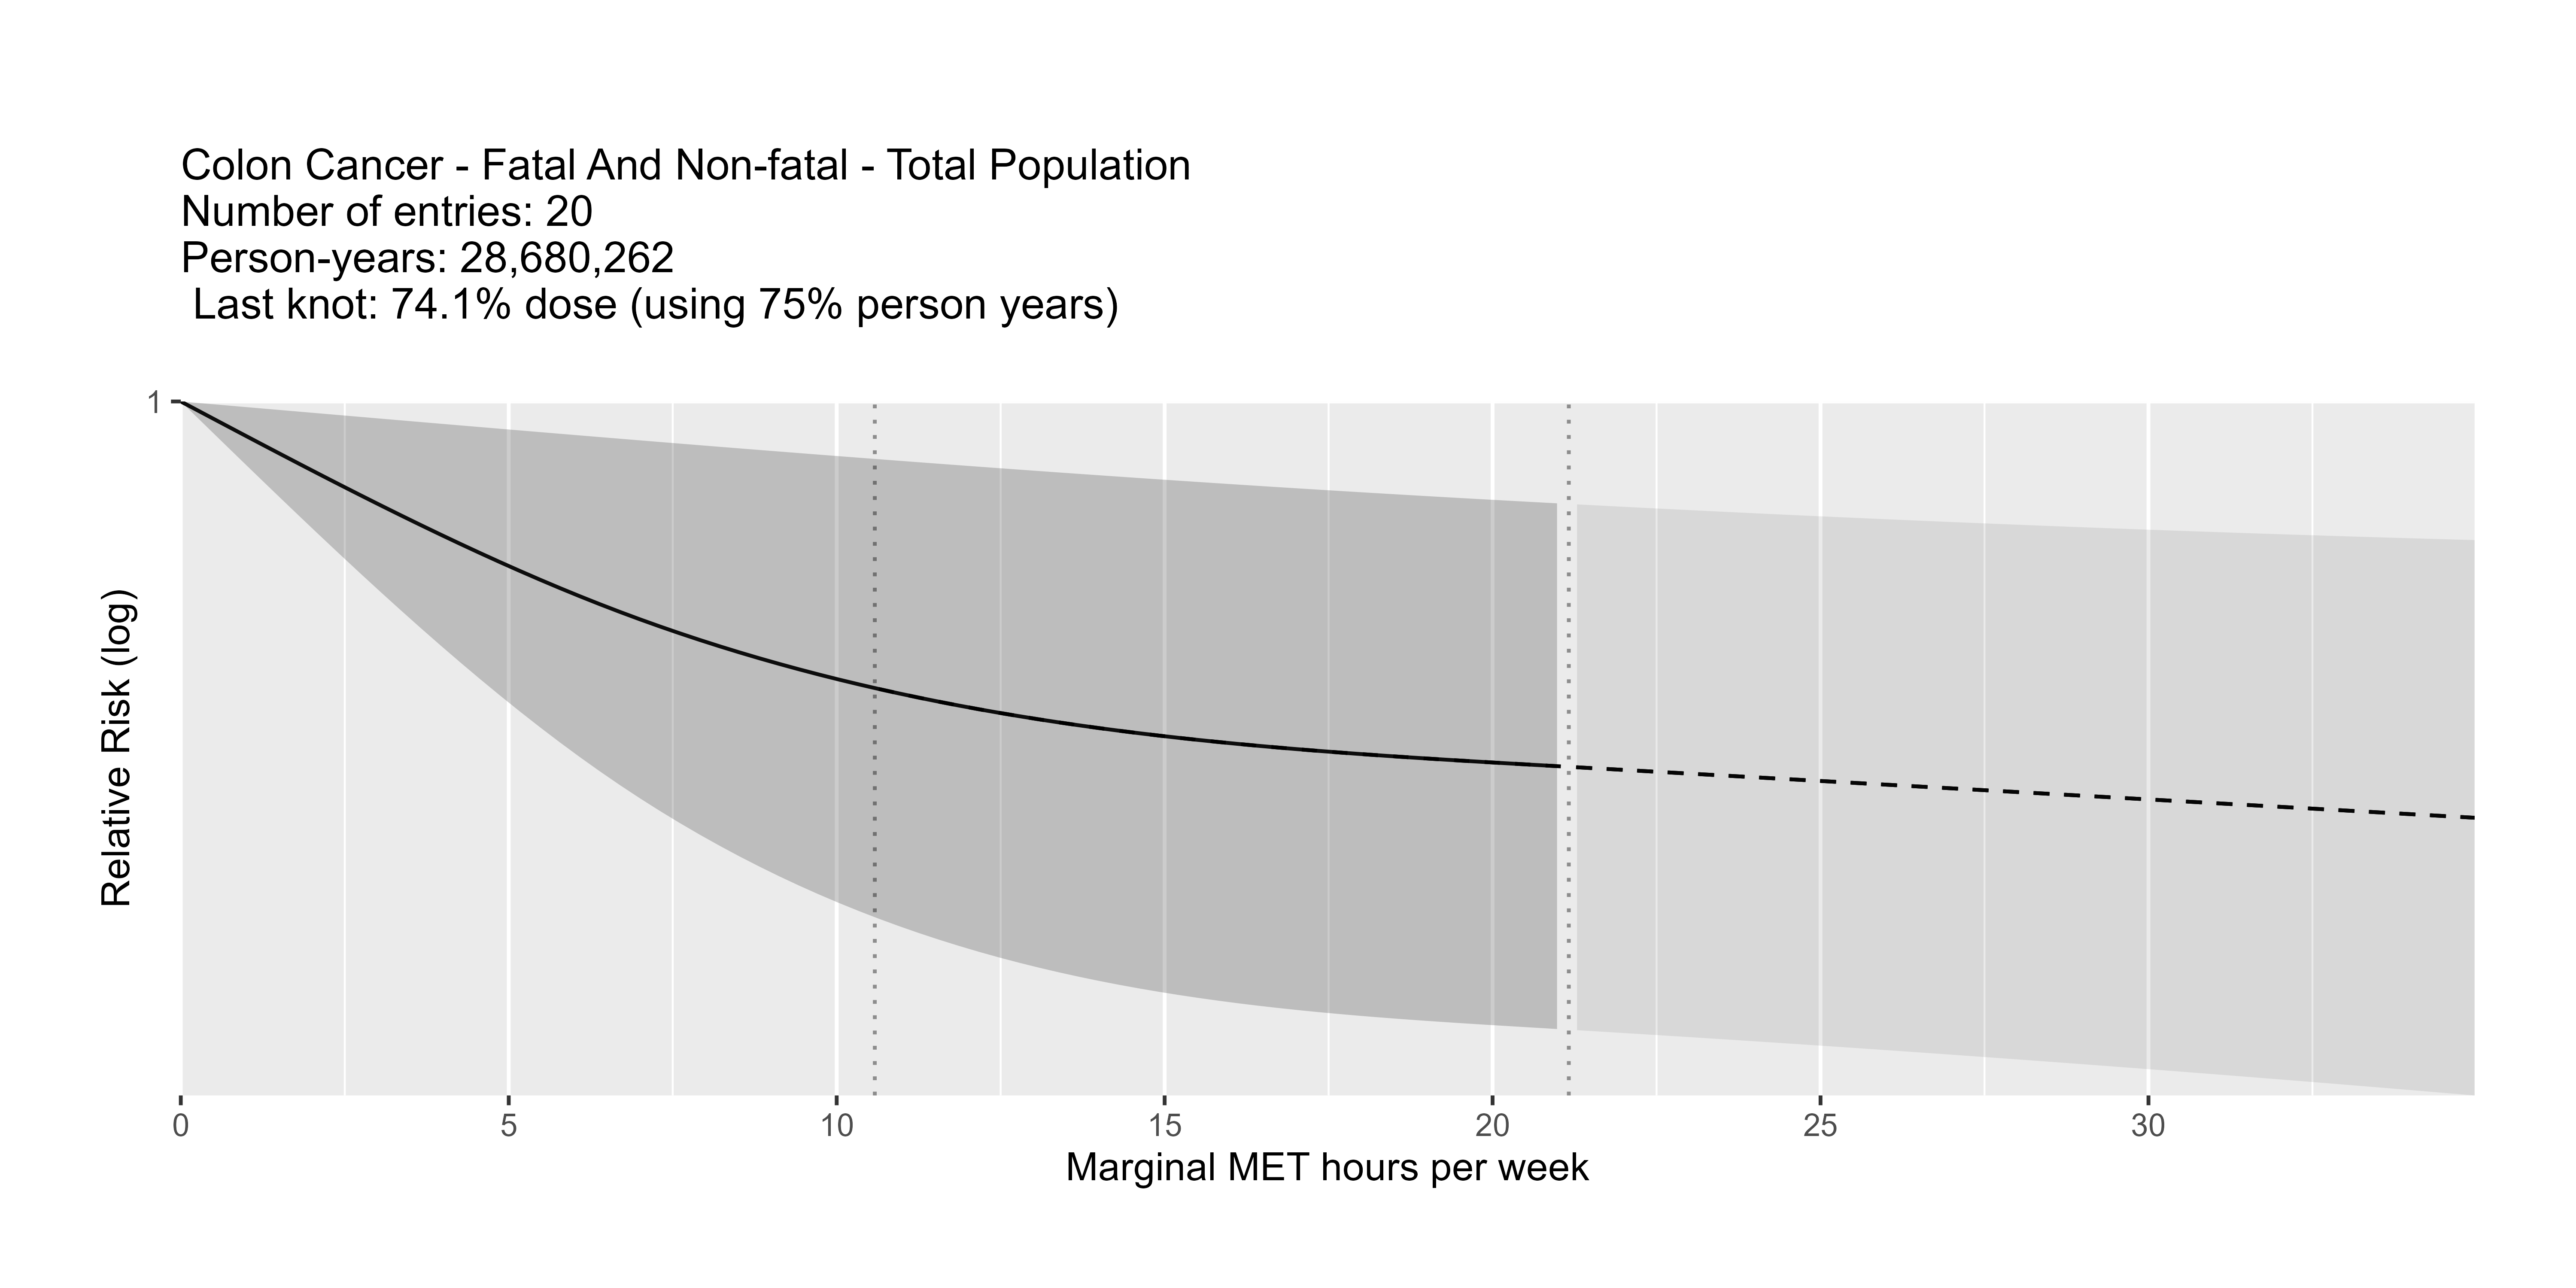 Colon Cancer - Fatal And Non-fatal - Total Population
Number of entries: 20
Person-years: 28,680,262
Last knot: 74.1% dose (using 75% person years)
1
Relative Risk (log)
0 5 10 15 20 25 30
Marginal MET hours per week